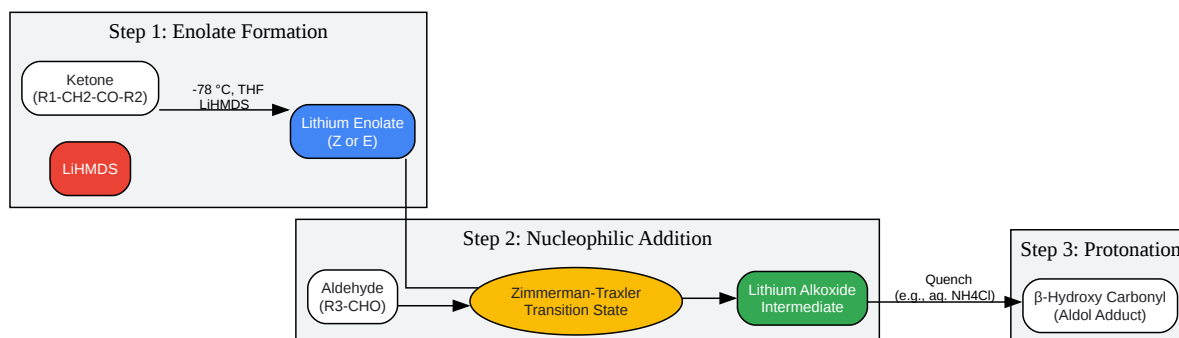 Step 1: Enolate Formation
Ketone
(R1-CH2-CO-R2)
-78 °C, THF
LiHMDS
Lithium Enolate
(Z or E)
LiHMDS
Step 2: Nucleophilic Addition
Aldehyde
(R3-CHO)
Zimmerman-Traxler
Transition State
Lithium Alkoxide
Intermediate
Quench
(e.g., aq. NH4Cl)
Step 3: Protonation
β-Hydroxy Carbonyl
(Aldol Adduct)